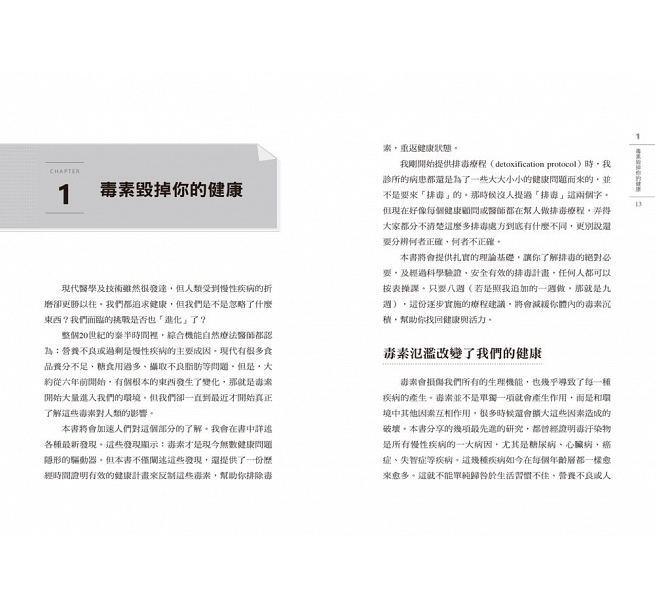 CHAPTER
1
毒素毀掉你的健康
現代醫學及技術雖然很發達，但人類受到慢性疾病的折
磨卻更勝以往。我們都追求健康，但我們是不是忽略了什麼
東西？我們面臨的挑戰是否也「進化」了？
整個20世紀的泰半時間裡，綜合機能自然療法醫師都認
為：營養不良或過剩是慢性疾病的主要成因。現代有很多食
品養分不足、糖食用過多、攝取不良脂肪等問題，但是，大
約從六年前開始，有個根本的東西發生了變化，那就是毒素
開始大量進入我們的環境，但我們卻一直到最近才開始真正
了解這些毒素對人類的影響。
本書將會加速人們對這個部分的了解。我會在書中詳述
各種最新發現。這些發現顯示：毒素才是現今無數健康問題
隱形的驅動器。但本書不僅闡述這些發現，還提供了一份歷
經時間證明有效的健康計畫來反制這些毒素，幫助你排除毒
素，重返健康狀態。
我剛開始提供排毒療程（detoxification protocol）時，我
診所的病患都還是為了一些大大小小的健康問題而來的，並
不是要來「排毒」的。那時候沒人提過「排毒」這兩個字。
但現在好像每個健康顧問或醫師都在幫人做排毒療程，弄得
大家都分不清楚這麼多排毒處方到底有什麼不同，更別說還
要分辨何者正確、何者不正確。
本書將會提供扎實的理論基礎，讓你了解排毒的絕對必
要，及經過科學驗證、安全有效的排毒計畫，任何人都可以
按表操課。只要八週（若是照我追加的一週做，那就是九
週），這份逐步實施的療程建議，將會減緩你體內的毒素沉
積，幫助你找回健康與活力。
毒素氾濫改變了我們的健康
毒素會損傷我們所有的生理機能，也幾乎導致了每一種
疾病的產生。毒素並不是單獨一項就會產生作用，而是和環
境中其他因素互相作用，很多時候還會擴大這些因素造成的
破壞。本書分享的幾項最先進的研究，都曾經證明毒汙染物
是所有慢性疾病的一大病因，尤其是糖尿病、心臟病、癌
症、失智症等疾病。這幾種疾病如今在每個年齡層都一樣愈
來愈多。這就不能單純歸咎於生活習慣不佳、營養不良或人
1
毒素毀掉你的健康
13